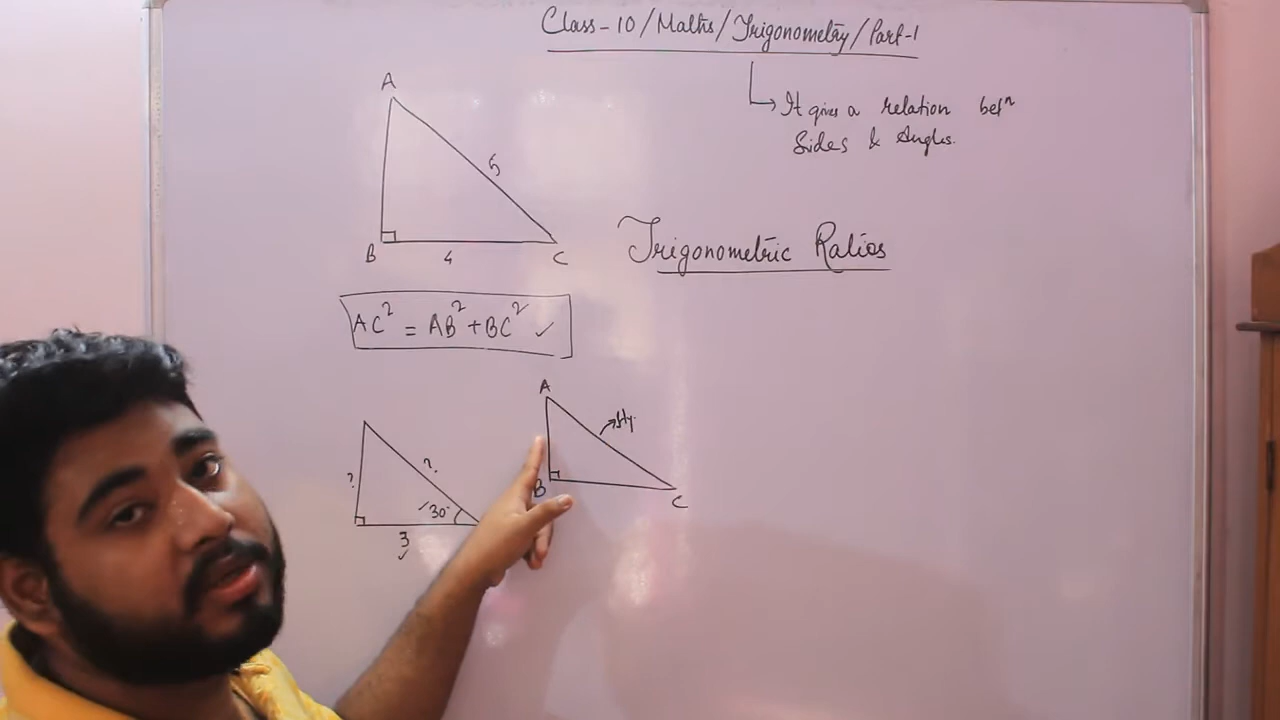 Class-10/Maths/Trigonometry/Part-1
It gives a relation betⁿ
Sides & Angles.
A
5
B
4
C
Trigonometric Ratios
AC² = AB² + BC² ✓
A
Hy.
?
?
B
✓30°
C
3
✓